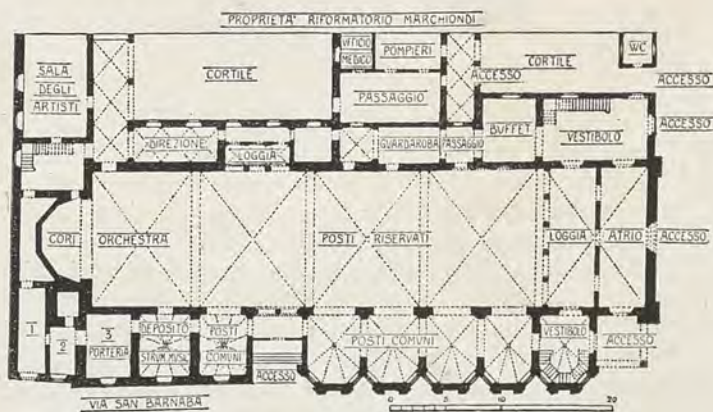 PROPRIETA' RIFORMATORIO MARCHIONDI
SALA
DEGLI
ARTISTI
CORTILE
UFFICIO
MEDICO
POMPIERI
PASSAGGIO
ACCESSO
CORTILE
WC
ACCESSO
DIREZIONE
LOGGIA
GUARDAROBA
PASSAGGIO
BUFFET
VESTIBOLO
ACCESSO
CORI
ORCHESTRA
POSTI RISERVATI
LOGGIA
ATRIO
ACCESSO
1
2
3
PORTERIA
DEPOSITO
STRUM. MUSIC.
POSTI
COMUNI
ACCESSO
POSTI COMUNI
VESTIBOLO
ACCESSO
VIA SAN BARNABA
0 5 10 20